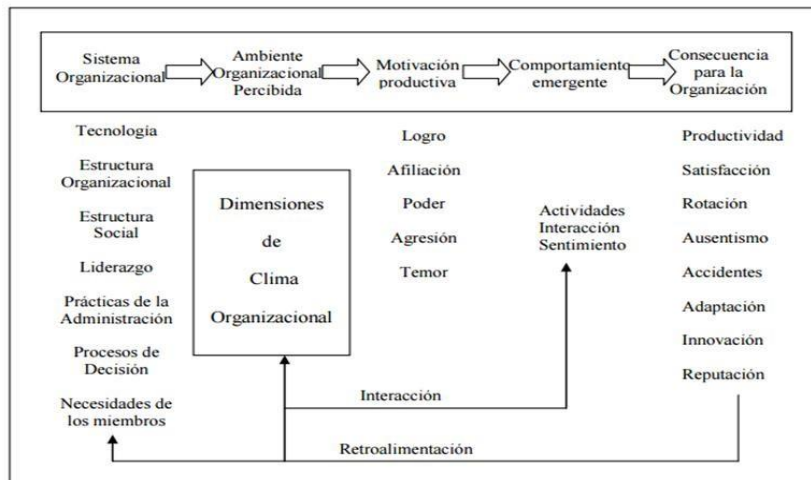 Sistema
Organizacional
Ambiente
Organizacional
Percibida
Motivación
productiva
Comportamiento
emergente
Consecuencia
para la
Organización
Tecnología
Estructura
Organizacional
Estructura
Social
Liderazgo
Prácticas de la
Administración
Procesos de
Decisión
Necesidades de
los miembros
Dimensiones
de
Clima
Organizacional
Logro
Afiliación
Poder
Agresión
Temor
Actividades
Interacción
Sentimiento
Productividad
Satisfacción
Rotación
Ausentismo
Accidentes
Adaptación
Innovación
Reputación
Interacción
Retroalimentación